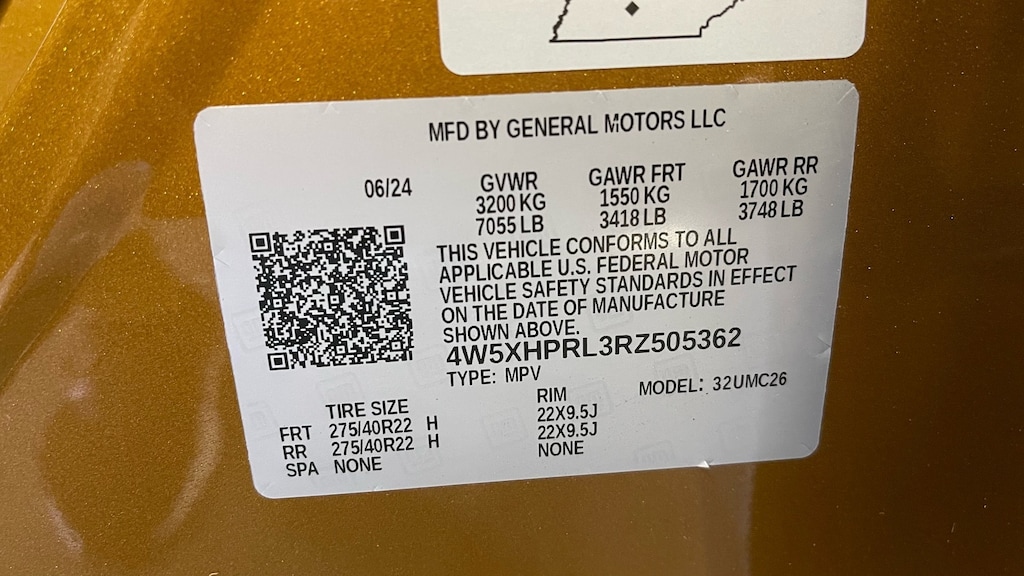 MFD BY GENERAL MOTORS LLC
06/24
GVWR GAWR FRT GAWR RR
3200 KG 1550 KG 1700 KG
7055 LB 3418 LB 3748 LB
THIS VEHICLE CONFORMS TO ALL
APPLICABLE U.S. FEDERAL MOTOR
VEHICLE SAFETY STANDARDS IN EFFECT
ON THE DATE OF MANUFACTURE
SHOWN ABOVE.
4W5XHPRL3RZ505362
TYPE: MPV MODEL: 32UMC26
TIRE SIZE RIM
FRT 275/40R22 H 22X9.5J
RR 275/40R22 H 22X9.5J
SPA NONE NONE